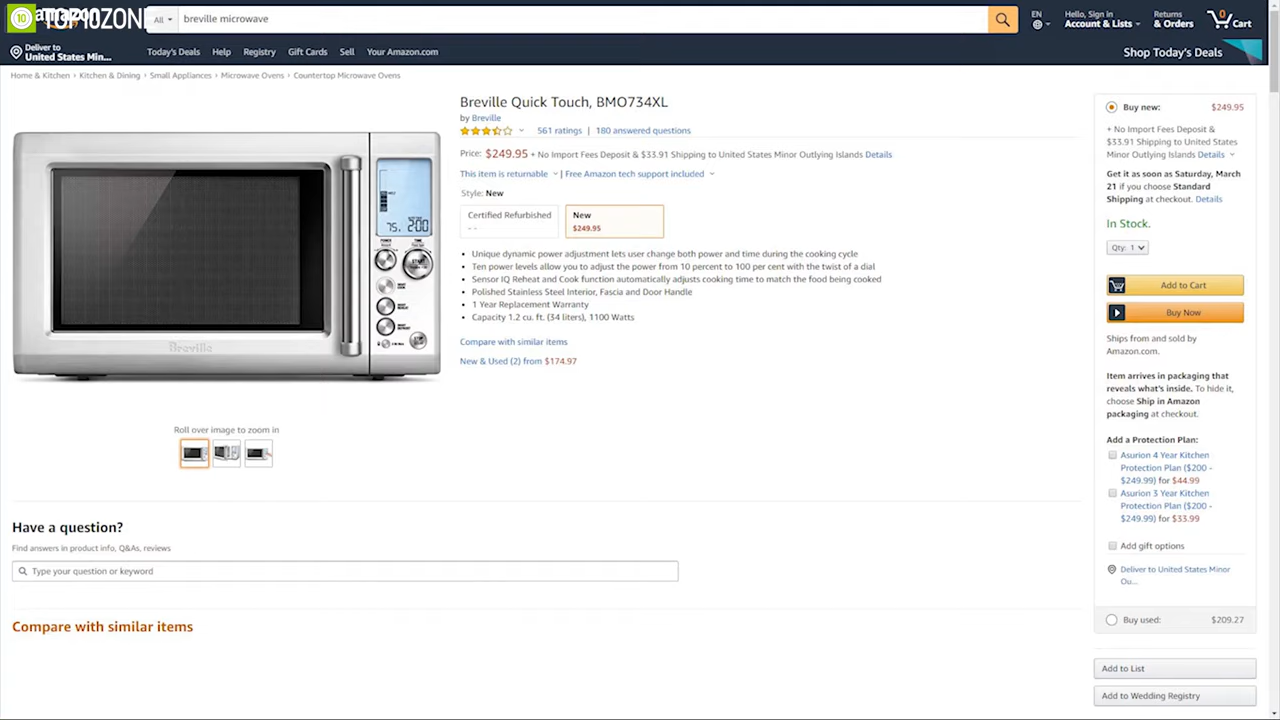 10 TOP10ZONE
amazon
All
breville microwave
EN
Hello, Sign in
Account & Lists
Returns
& Orders
0
Cart
Deliver to
United States Min...
Today's Deals Help Registry Gift Cards Sell Your Amazon.com
Shop Today's Deals
Home & Kitchen › Kitchen & Dining › Small Appliances › Microwave Ovens › Countertop Microwave Ovens
Breville Quick Touch, BMO734XL
by Breville
561 ratings | 180 answered questions
Price: $249.95 + No Import Fees Deposit & $33.91 Shipping to United States Minor Outlying Islands Details
This item is returnable | Free Amazon tech support included
Style: New
Certified Refurbished
- -
New
$249.95
• Unique dynamic power adjustment lets user change both power and time during the cooking cycle
• Ten power levels allow you to adjust the power from 10 percent to 100 per cent with the twist of a dial
• Sensor IQ Reheat and Cook function automatically adjusts cooking time to match the food being cooked
• Polished Stainless Steel Interior, Fascia and Door Handle
• 1 Year Replacement Warranty
• Capacity 1.2 cu. ft. (34 liters), 1100 Watts
Compare with similar items
New & Used (2) from $174.97
75. 2:00
Breville
Roll over image to zoom in
Have a question?
Find answers in product info, Q&As, reviews
Type your question or keyword
Compare with similar items
Buy new: $249.95
+ No Import Fees Deposit &
$33.91 Shipping to United States
Minor Outlying Islands Details
Get it as soon as Saturday, March
21 if you choose Standard
Shipping at checkout. Details
In Stock.
Qty: 1
Add to Cart
Buy Now
Ships from and sold by
Amazon.com.
Item arrives in packaging that
reveals what's inside. To hide it,
choose Ship in Amazon
packaging at checkout.
Add a Protection Plan:
Asurion 4 Year Kitchen
Protection Plan ($200 -
$249.99) for $44.99
Asurion 3 Year Kitchen
Protection Plan ($200 -
$249.99) for $33.99
Add gift options
Deliver to United States Minor
Ou...
Buy used: $209.27
Add to List
Add to Wedding Registry